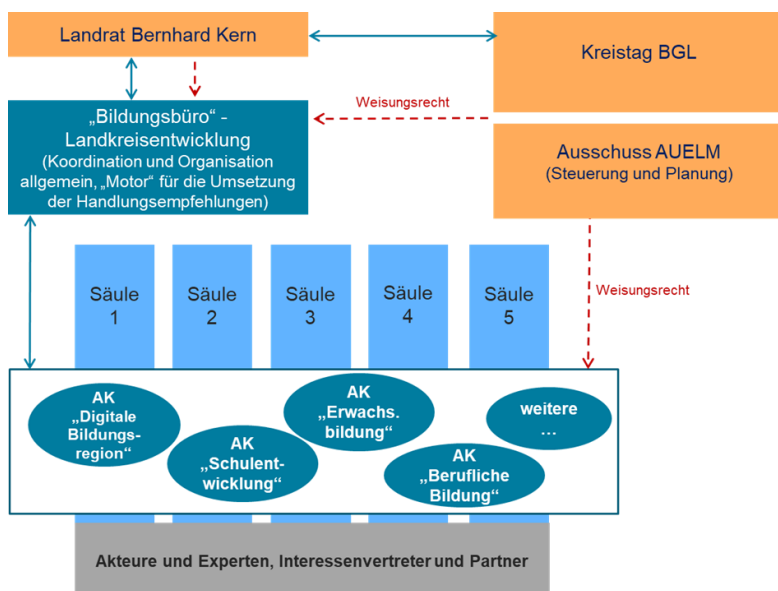 Landrat Bernhard Kern
Kreistag BGL
Weisungsrecht
„Bildungsbüro“ -
Landkreisentwicklung
(Koordination und Organisation
allgemein, „Motor“ für die Umsetzung
der Handlungsempfehlungen)
Ausschuss AUELM
(Steuerung und Planung)
Weisungsrecht
Säule
1
Säule
2
Säule
3
Säule
4
Säule
5
AK
„Digitale
Bildungs-
region“
AK
„Schulent-
wicklung“
AK
„Erwachs.
bildung“
AK
„Berufliche
Bildung“
weitere
…
Akteure und Experten, Interessenvertreter und Partner